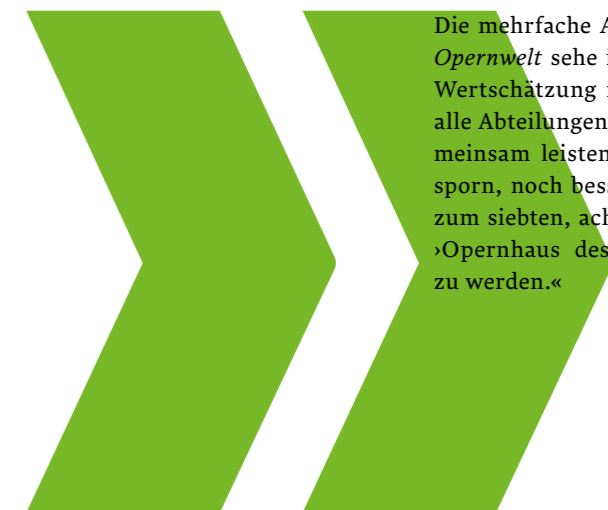 Die mehrfache
Opernwelt sehe
Wertschätzung
alle Abteilungen
meinsam leisten
sporn, noch
zum siebten,
›Opernhaus des
zu werden.«